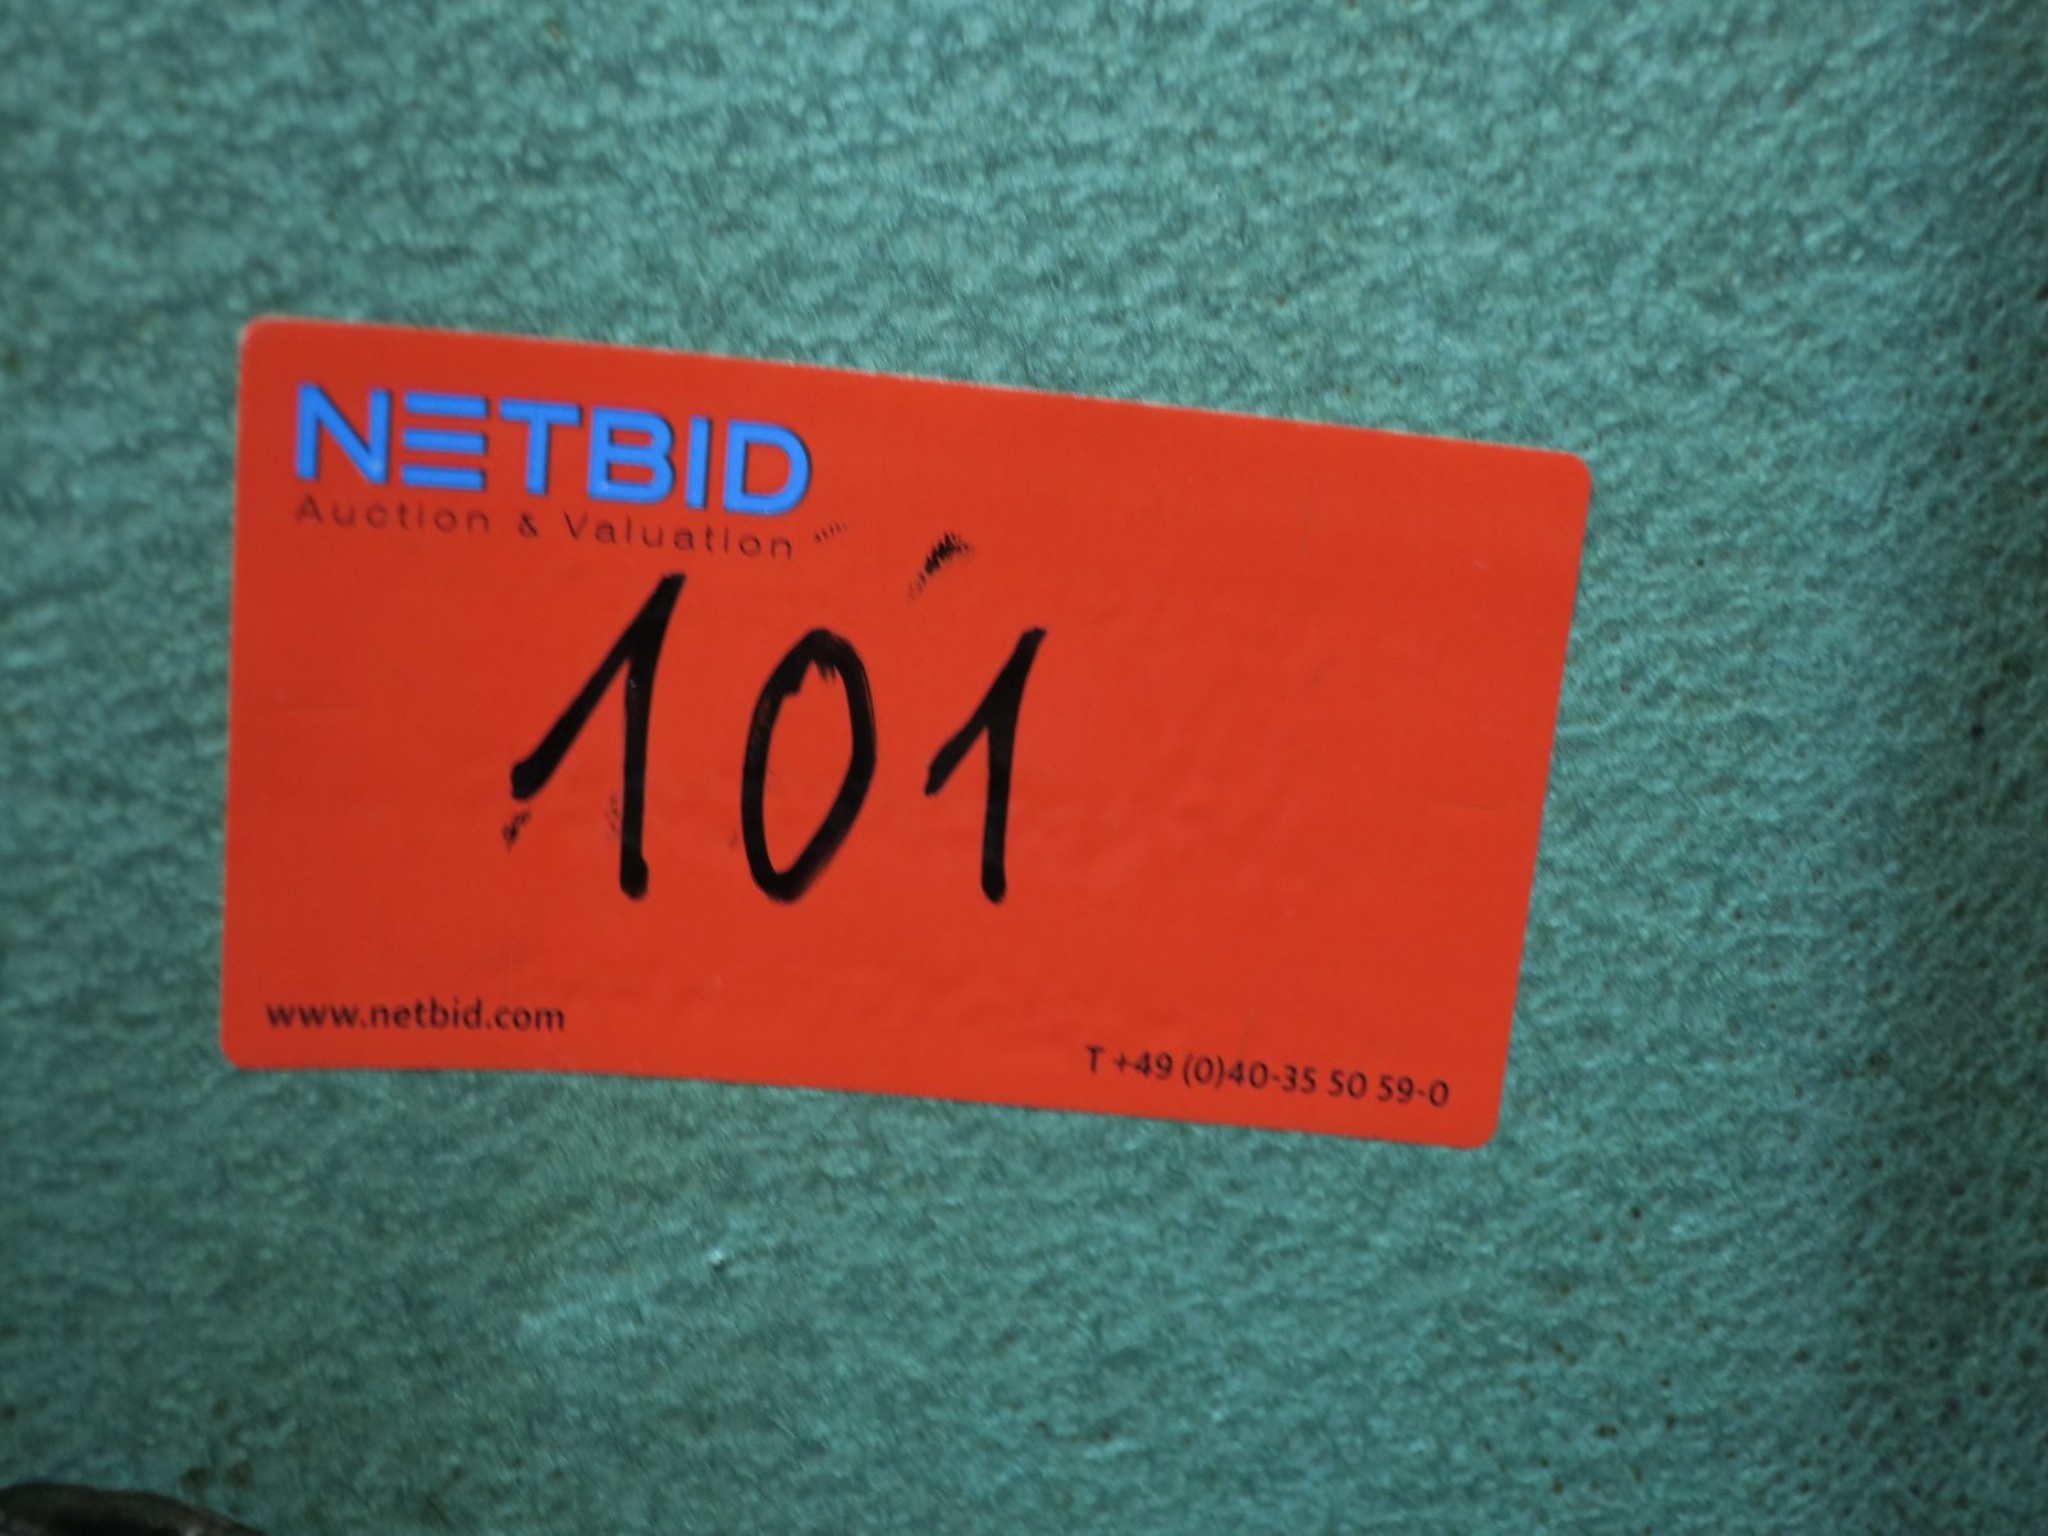 NETBID
Auction & Valuation
101
www.netbid.com
T +49 (0)40-35 50 59-0